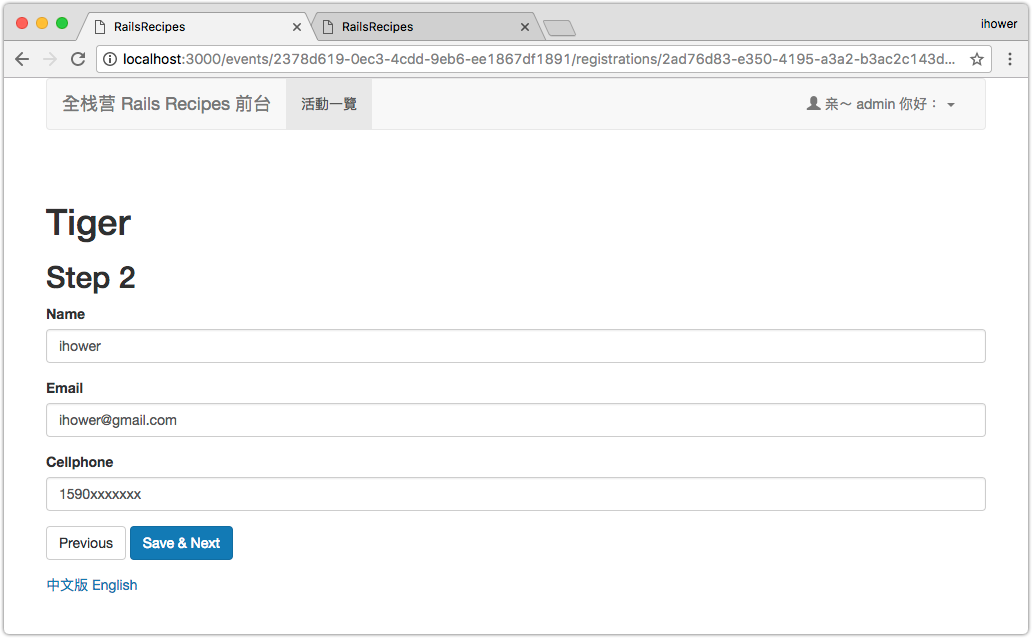 RailsRecipes
RailsRecipes
ihower
localhost:3000/events/2378d619-0ec3-4cdd-9eb6-ee1867df1891/registrations/2ad76d83-e350-4195-a3a2-b3ac2c143d...
全栈营 Rails Recipes 前台 活動一覽 亲～ admin 你好：
Tiger
Step 2
Name
ihower
Email
ihower@gmail.com
Cellphone
1590xxxxxxx
Previous Save & Next
中文版 English